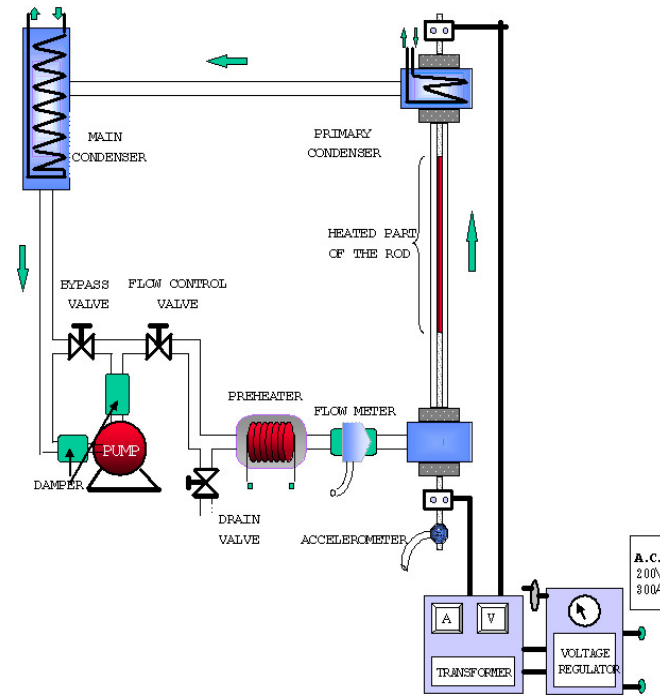 MAIN
CONDENSER
PRIMARY
CONDENSER
HEATED PART
OF THE ROD
BYPASS
VALVE
FLOW CONTROL
VALVE
PREHEATER
FLOW METER
PUMP
DAMPER
DRAIN
VALVE
ACCELEROMETER
A.C.
200V
300A
A
V
TRANSFORMER
VOLTAGE
REGULATOR